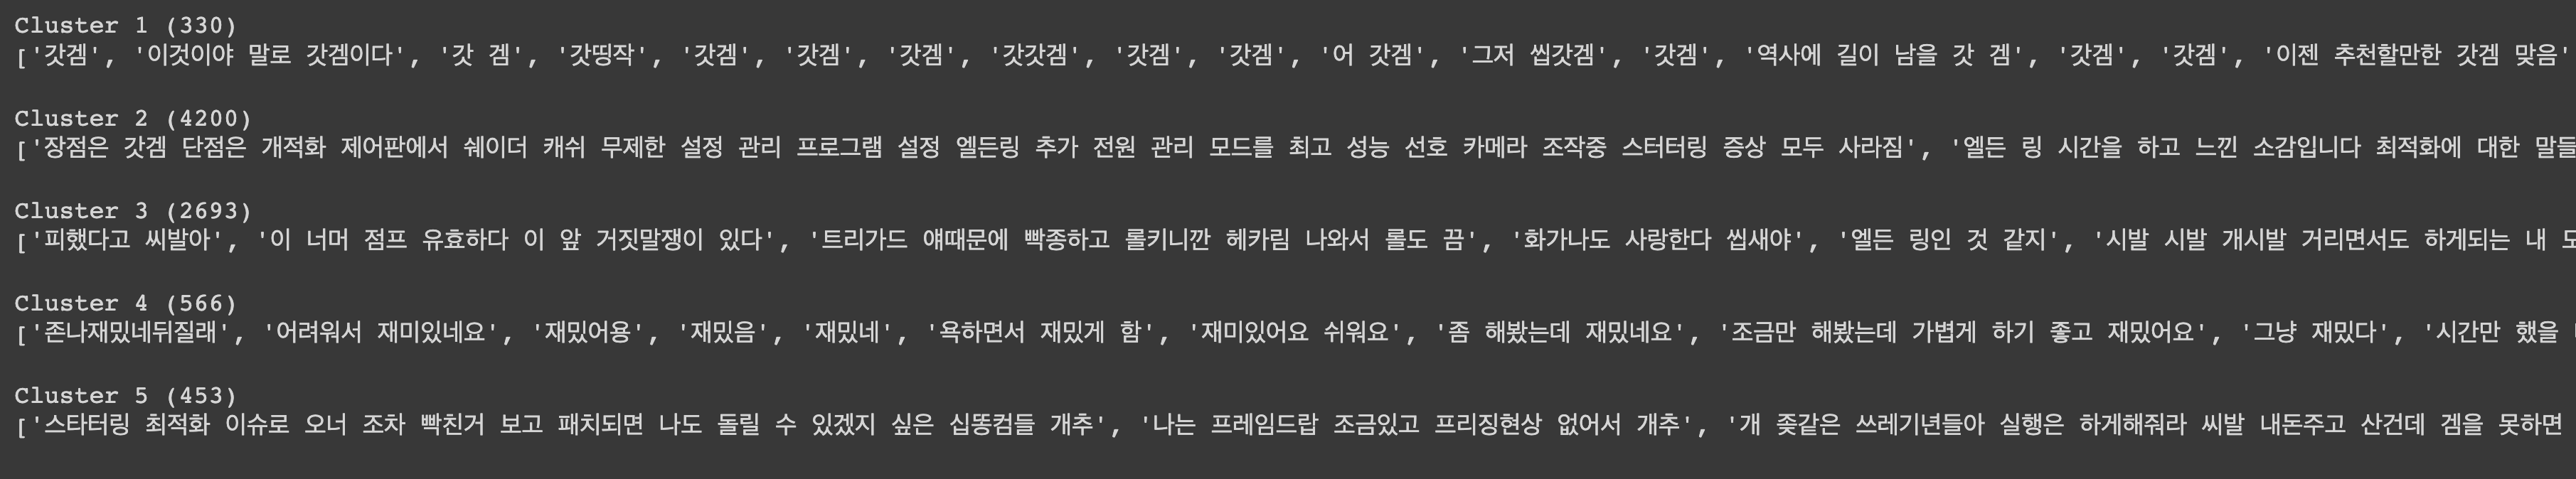 Cluster 1 (330)
['갓겜', '이것이야 말로 갓겜이다', '갓 겜', '갓띵작', '갓겜', '갓겜', '갓겜', '갓갓겜', '갓겜', '갓겜', '어 갓겜', '그저 씹갓겜', '갓겜', '역사에 길이 남을 갓 겜', '갓겜', '갓겜', '이젠 추천할만한 갓겜 맞음'
Cluster 2 (4200)
['장점은 갓겜 단점은 개적화 제어판에서 쉐이더 캐쉬 무제한 설정 관리 프로그램 설정 엘든링 추가 전원 관리 모드를 최고 성능 선호 카메라 조작중 스터터링 증상 모두 사라짐', '엘든 링 시간을 하고 느낀 소감입니다 최적화에 대한 말들
Cluster 3 (2693)
['피했다고 씨발아', '이 너머 점프 유효하다 이 앞 거짓말쟁이 있다', '트리가드 얘때문에 빡종하고 롤키니깐 헤카림 나와서 롤도 끔', '화가나도 사랑한다 씹새야', '엘든 링인 것 같지', '시발 시발 개시발 거리면서도 하게되는 내
Cluster 4 (566)
['존나재밌네뒤질래', '어려워서 재미있네요', '재밌어용', '재밌음', '재밌네', '욕하면서 재밌게 함', '재미있어요 쉬워요', '좀 해봤는데 재밌네요', '조금만 해봤는데 가볍게 하기 좋고 재밌어요', '그냥 재밌다', '시간만 했을
Cluster 5 (453)
['스타터링 최적화 이슈로 오너 조차 빡친거 보고 패치되면 나도 돌릴 수 있겠지 싶은 십똥컴들 개추', '나는 프레임드랍 조금있고 프리징현상 없어서 개추', '개 좆같은 쓰레기년들아 실행은 하게해줘라 씨발 내돈주고 산건데 겜을 못하면